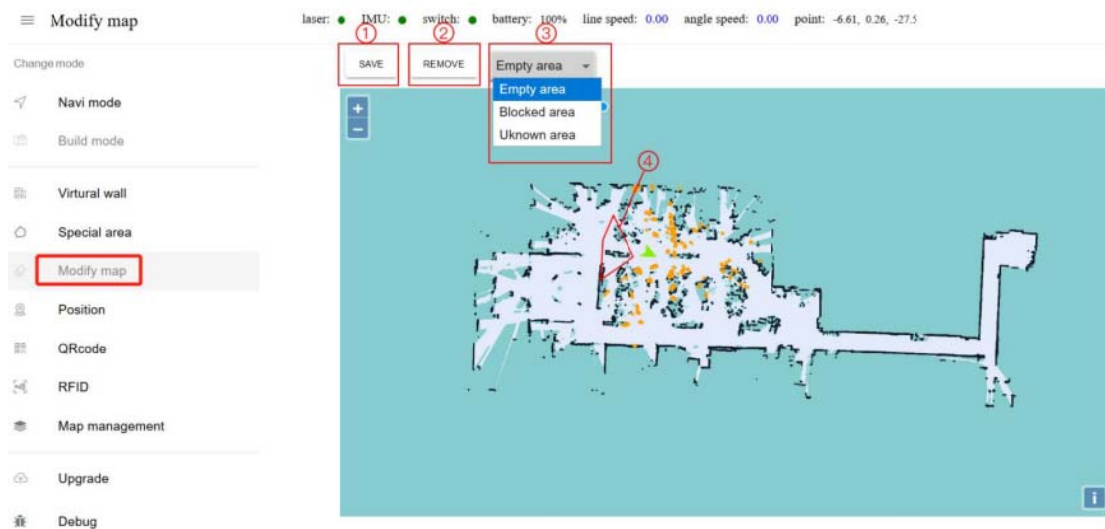 Modify map
laser: IMU: switch: battery: 100% line speed: 0.00 angle speed: 0.00 point: -6.61, 0.26, -27.5
① ② ③
Change mode
SAVE REMOVE Empty area
Empty area
Blocked area
Uknown area
+
−
④
Navi mode
Build mode
Virtural wall
Special area
Modify map
Position
QRcode
RFID
Map management
Upgrade
Debug
i